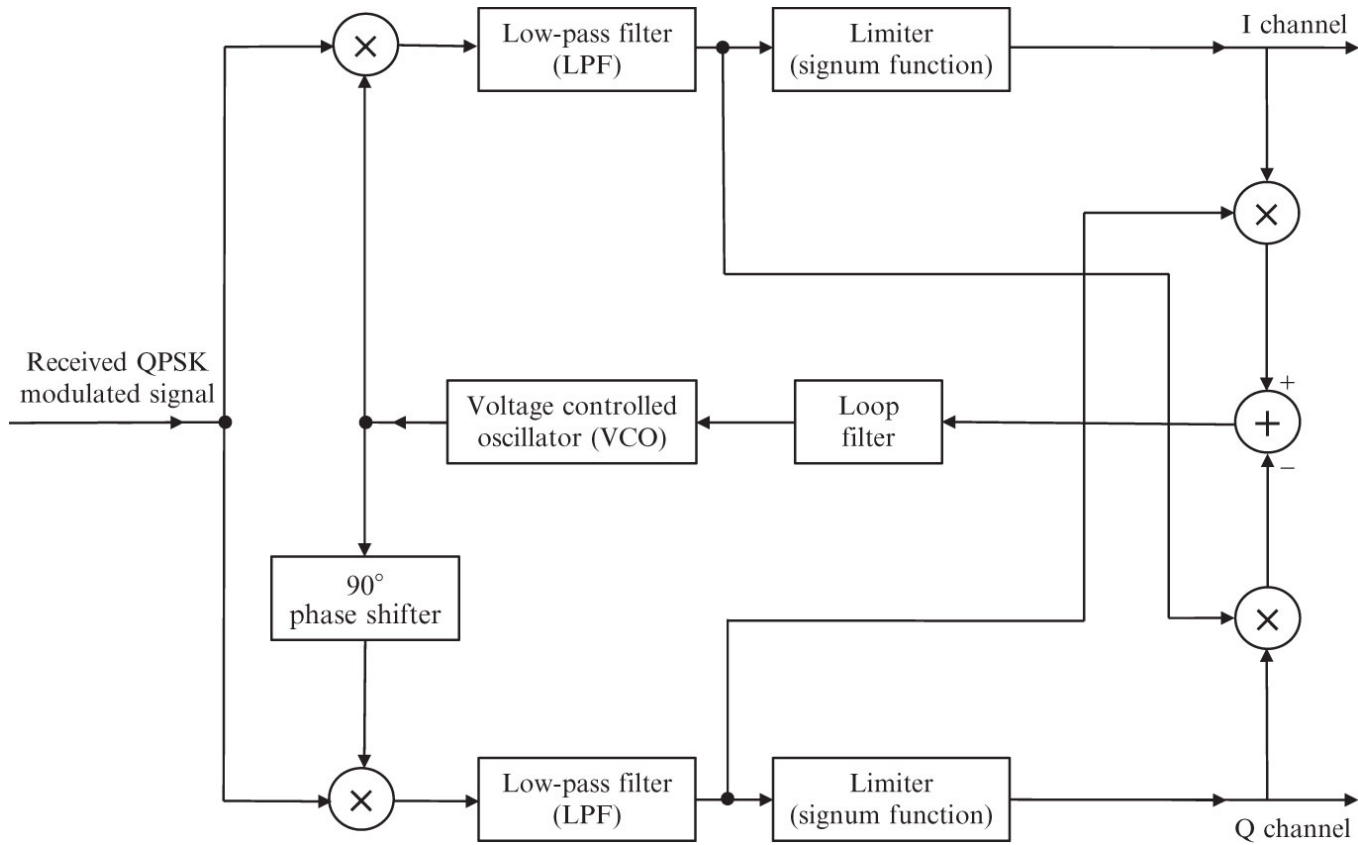 Low-pass filter
(LPF)
Limiter
(signum function)
I channel
×
×
Received QPSK
modulated signal
Voltage controlled
oscillator (VCO)
Loop
filter
+
+
−
90°
phase shifter
×
×
Low-pass filter
(LPF)
Limiter
(signum function)
Q channel